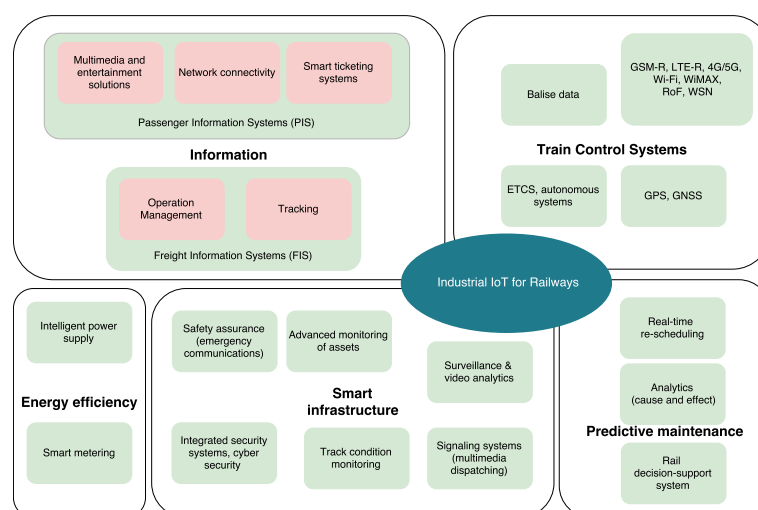 Multimedia and
entertainment
solutions
Network connectivity
Smart ticketing
systems
Passenger Information Systems (PIS)
Information
Operation
Management
Tracking
Freight Information Systems (FIS)
Balise data
GSM-R, LTE-R, 4G/5G,
Wi-Fi, WiMAX,
RoF, WSN
Train Control Systems
ETCS, autonomous
systems
GPS, GNSS
Industrial IoT for Railways
Intelligent power
supply
Energy efficiency
Smart metering
Safety assurance
(emergency
communications)
Advanced monitoring
of assets
Surveillance &
video analytics
Smart
infrastructure
Integrated security
systems, cyber
security
Track condition
monitoring
Signaling systems
(multimedia
dispatching)
Real-time
re-scheduling
Analytics
(cause and effect)
Predictive maintenance
Rail
decision-support
system